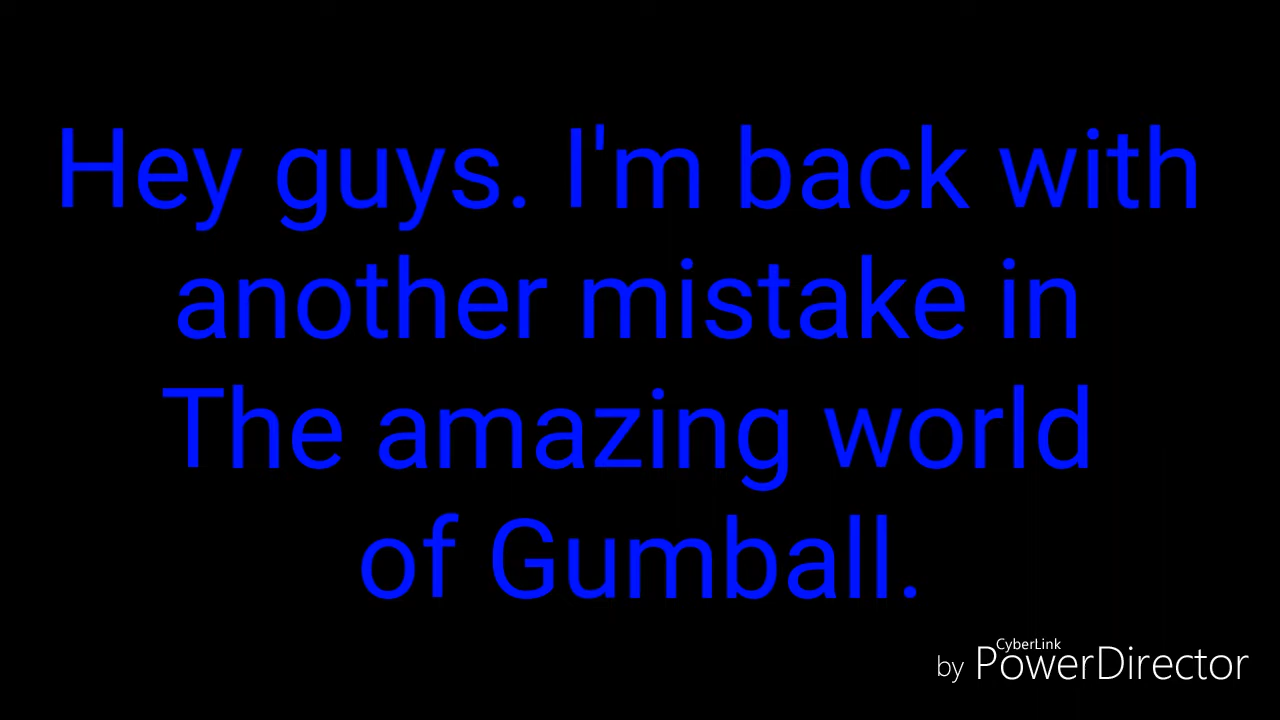 Hey guys. I'm back with
another mistake in
The amazing world
of Gumball.
CyberLink
by PowerDirector